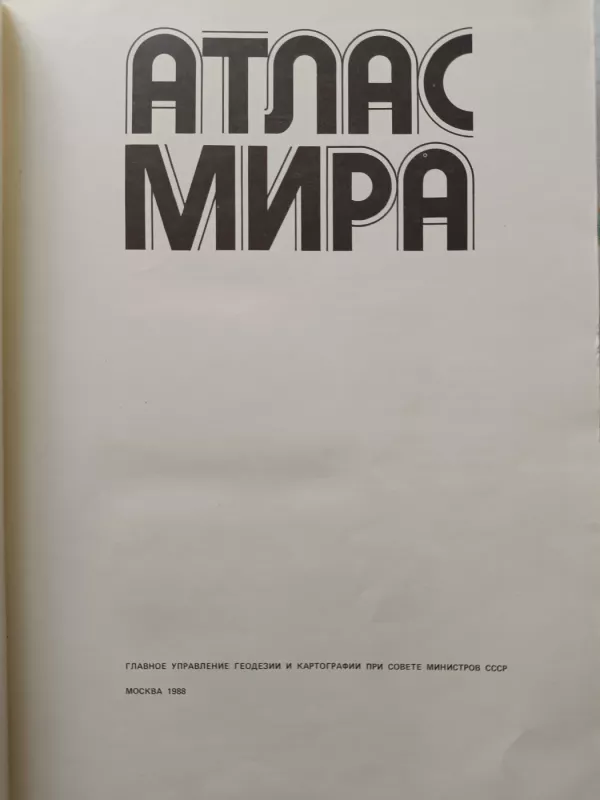 АТЛАС
МИРА
ГЛАВНОЕ УПРАВЛЕНИЕ ГЕОДЕЗИИ И КАРТОГРАФИИ ПРИ СОВЕТЕ МИНИСТРОВ СССР
МОСКВА 1988